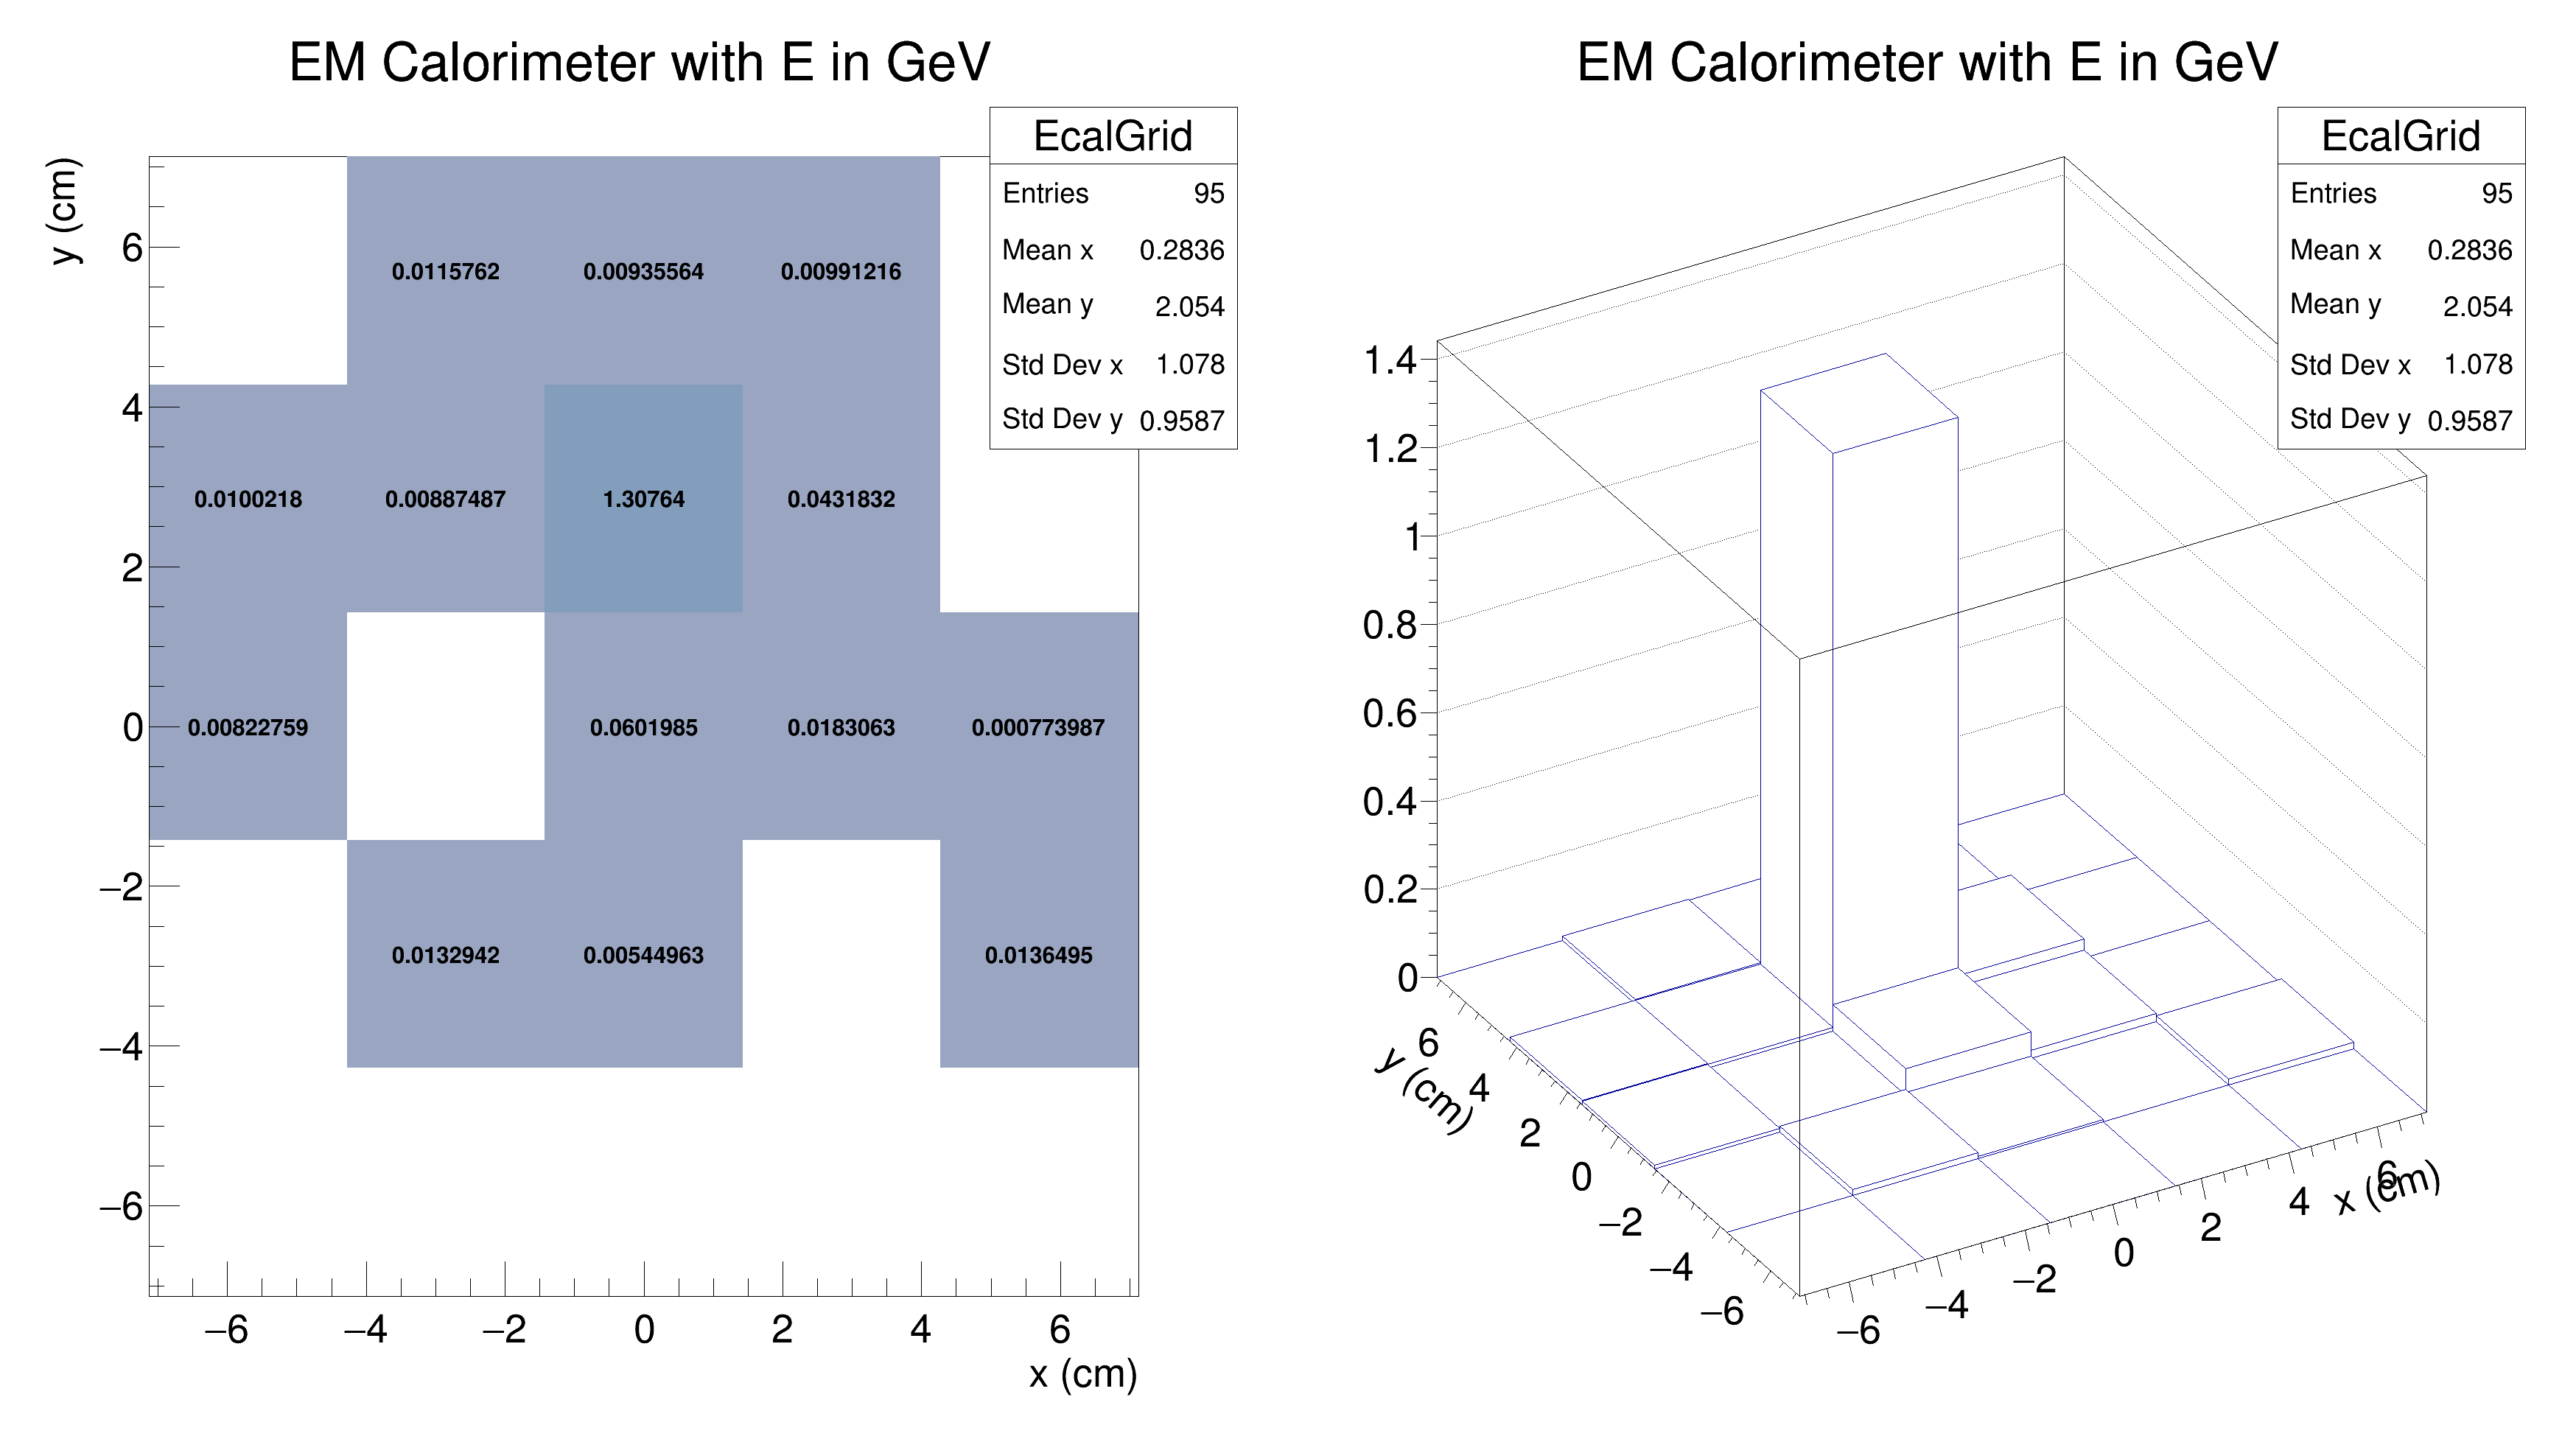 EM Calorimeter with E in GeV
EcalGrid
Entries 95
Mean x 0.2836
Mean y 2.054
Std Dev x 1.078
Std Dev y 0.9587
y (cm)
6
4
2
0
−2
−4
−6
0.0115762 0.00935564 0.00991216
0.0100218 0.00887487 1.30764 0.0431832
0.00822759 0.0601985 0.0183063 0.000773987
0.0132942 0.00544963 0.0136495
−6 −4 −2 0 2 4 6
x (cm)
EM Calorimeter with E in GeV
EcalGrid
Entries 95
Mean x 0.2836
Mean y 2.054
Std Dev x 1.078
Std Dev y 0.9587
1.4
1.2
1
0.8
0.6
0.4
0.2
0
y (cm)
6
4
2
0
−2
−4
−6
−6 −4 −2 0 2 4 6
x (cm)